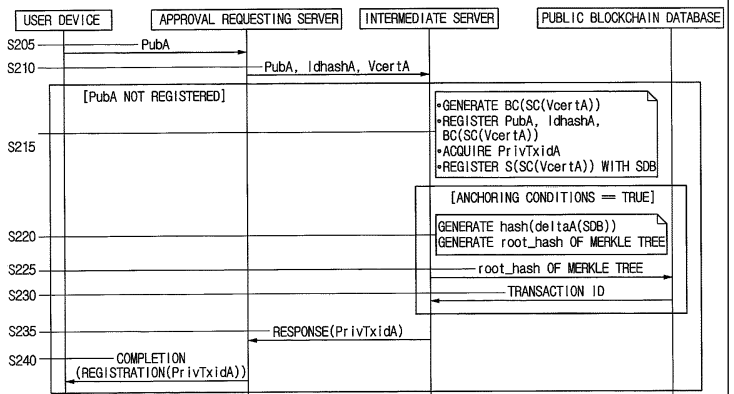 USER DEVICE
APPROVAL REQUESTING SERVER
INTERMEDIATE SERVER
PUBLIC BLOCKCHAIN DATABASE
S205
PubA
S210
PubA, IdhashA, VcertA
[PubA NOT REGISTERED]
S215
•GENERATE BC(SC(VcertA))
•REGISTER PubA, IdhashA,
BC(SC(VcertA))
•ACQUIRE PrivTxidA
•REGISTER S(SC(VcertA)) WITH SDB
[ANCHORING CONDITIONS == TRUE]
S220
GENERATE hash(deltaA(SDB))
GENERATE root_hash OF MERKLE TREE
S225
root_hash OF MERKLE TREE
S230
TRANSACTION ID
S235
RESPONSE(PrivTxidA)
S240
COMPLETION
(REGISTRATION(PrivTxidA))